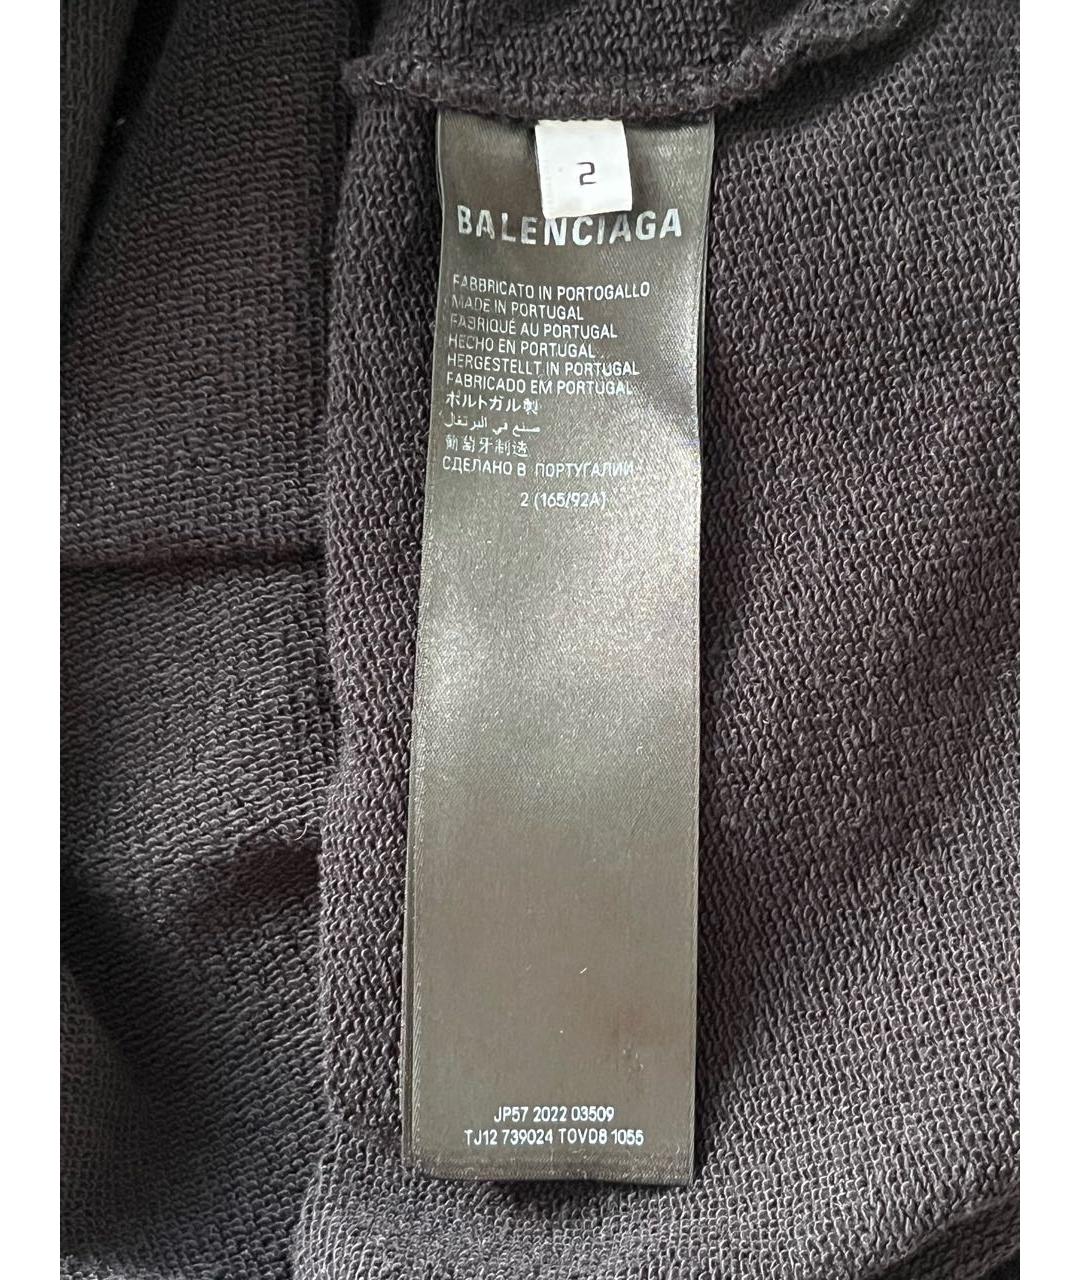 2
BALENCIAGA
FABBRICATO IN PORTOGALLO
MADE IN PORTUGAL
FABRIQUÉ AU PORTUGAL
HECHO EN PORTUGAL
HERGESTELLT IN PORTUGAL
FABRICADO EM PORTUGAL
ポルトガル製
صنع في البرتغال
葡萄牙制造
СДЕЛАНО В ПОРТУГАЛИИ
2 (165/92A)
JP57 2022 03509
TJ12 739024 TOVD8 1055